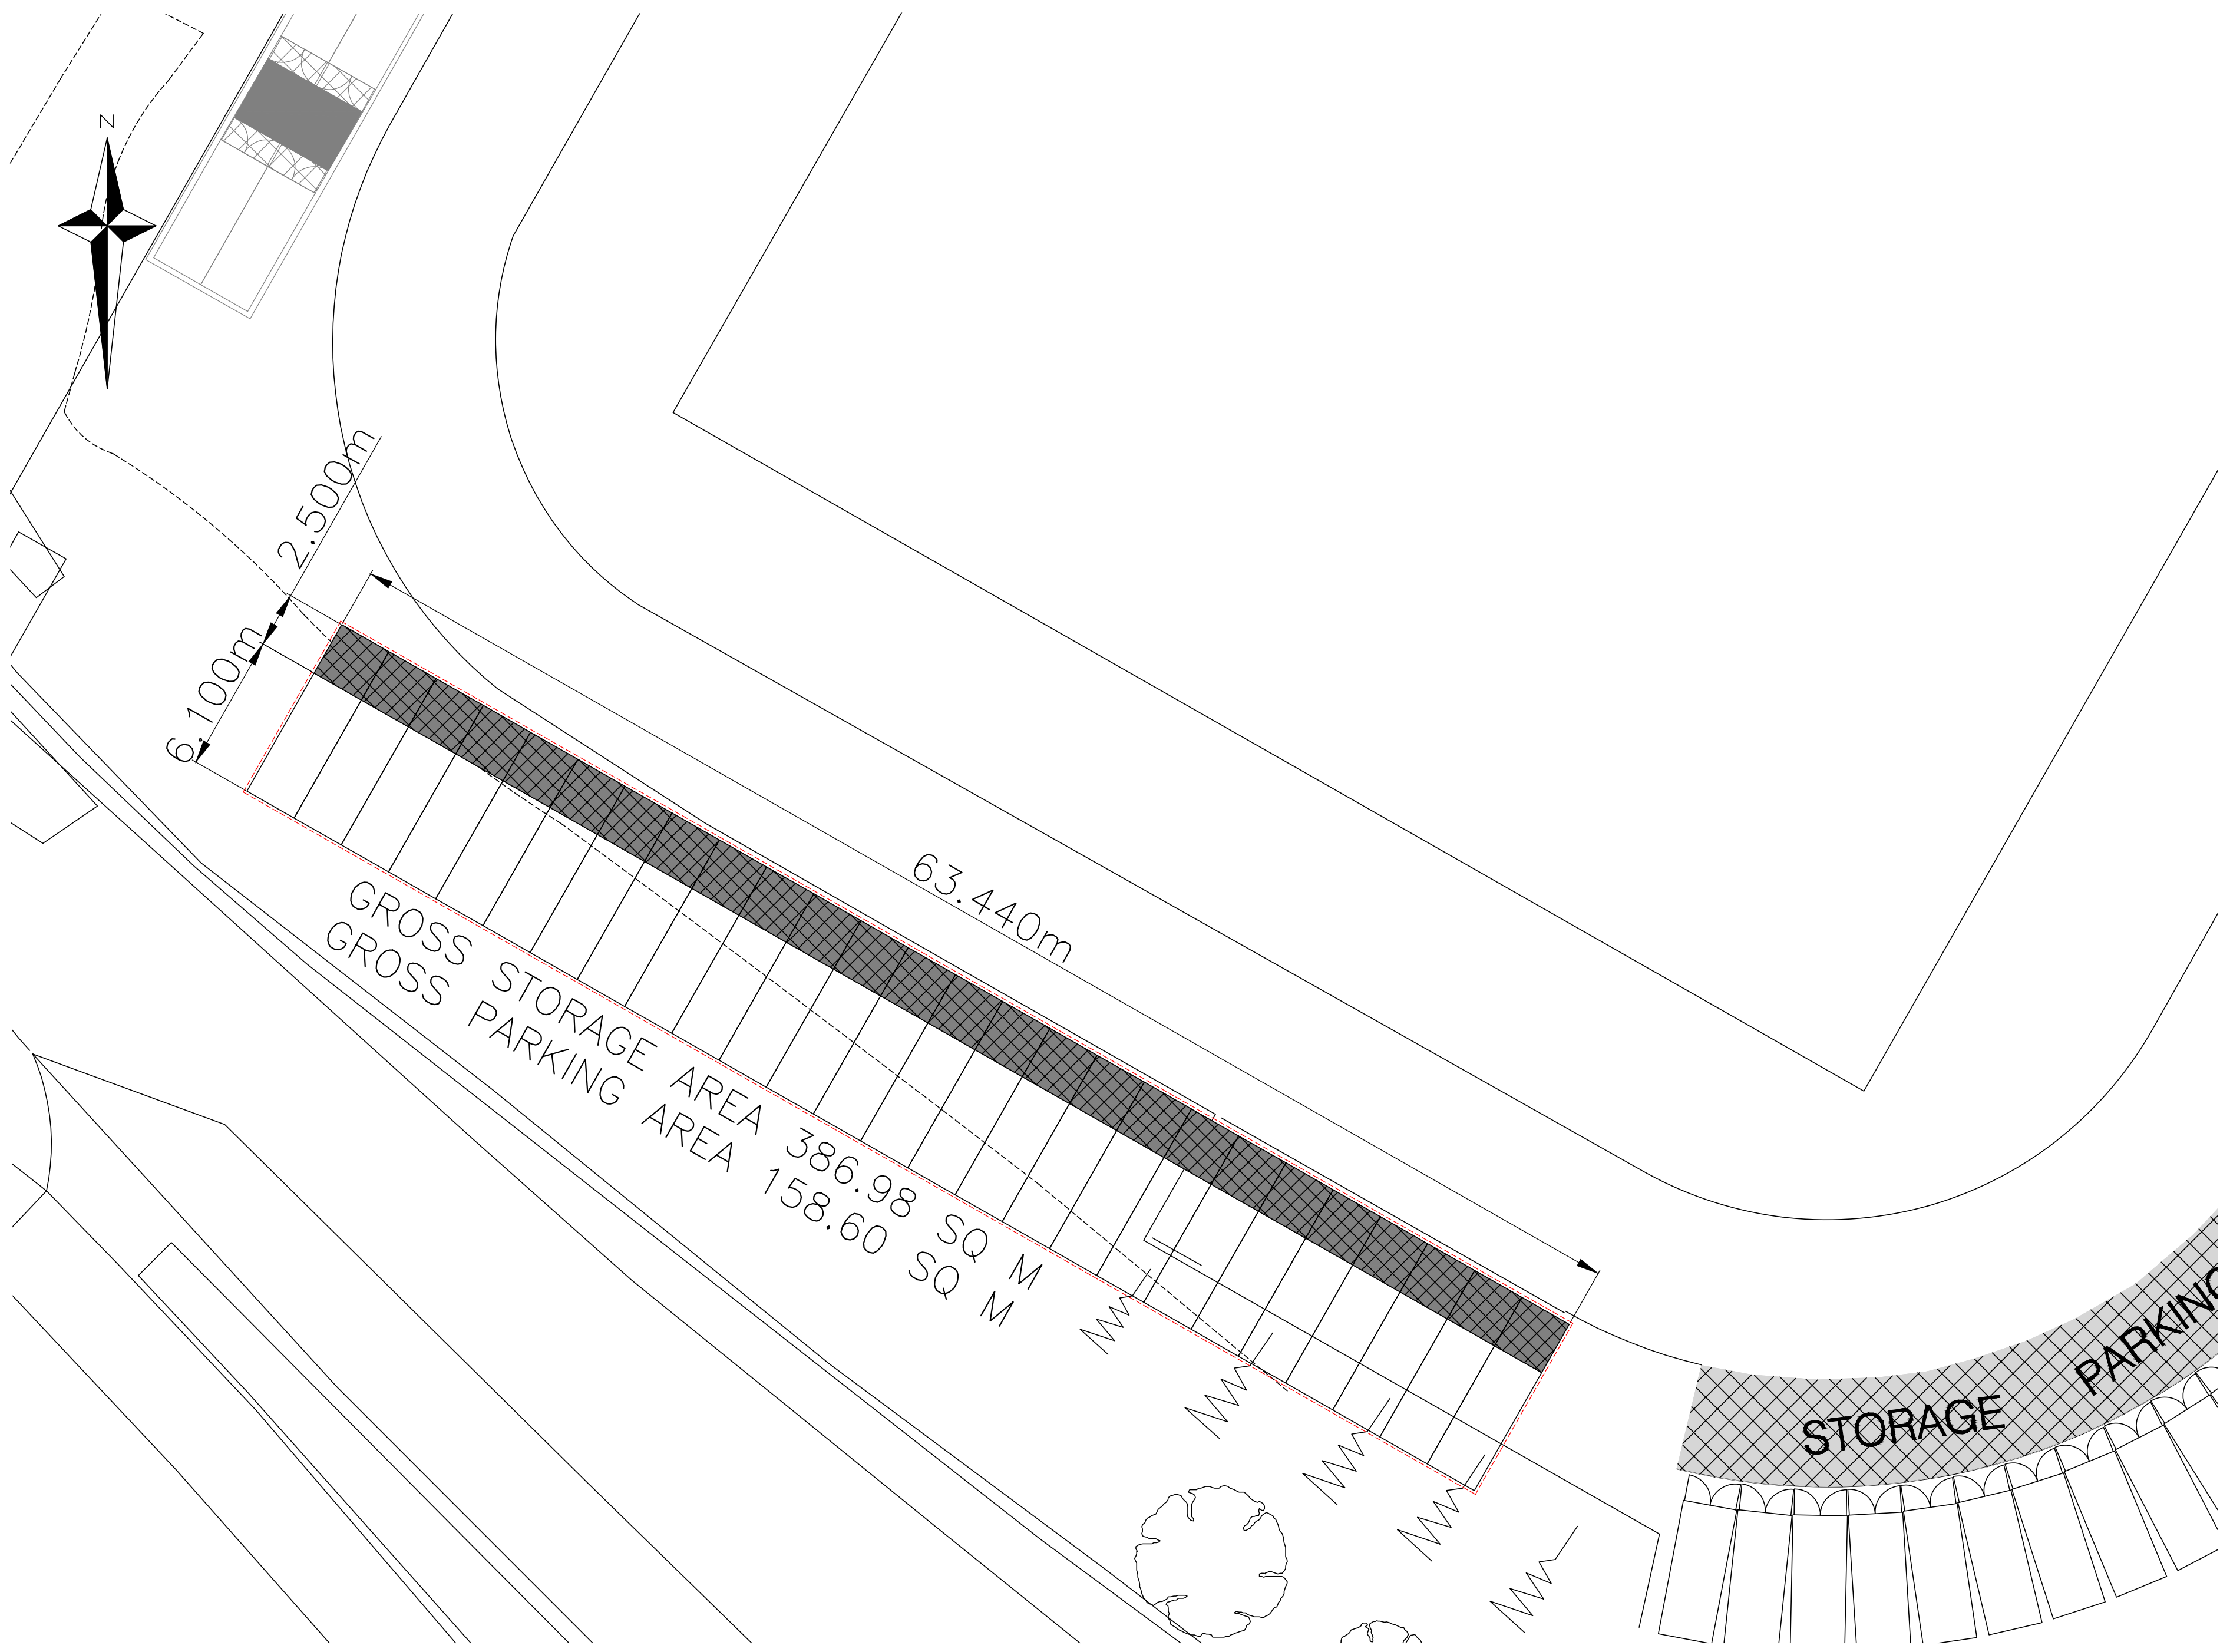 N
2.500m
6.100m
63.440m
GROSS STORAGE AREA 386.98 SQ M
GROSS PARKING AREA 158.60 SQ M
STORAGE
PARKING